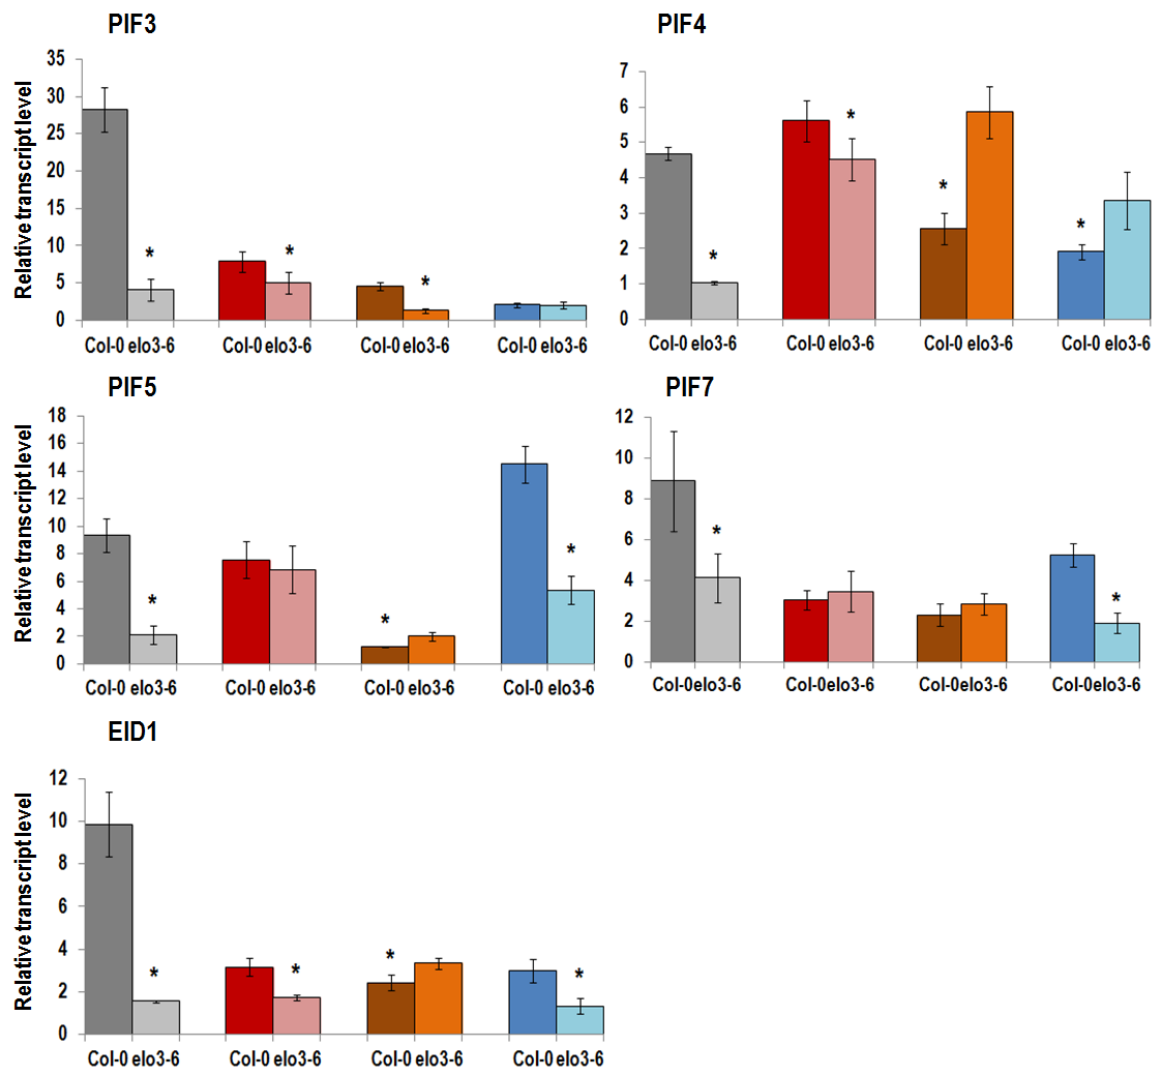 PIF3
PIF4
Relative transcript level
35
30
25
20
15
10
5
0
*
*
*
Col-0 elo3-6
Col-0 elo3-6
Col-0 elo3-6
Col-0 elo3-6
7
6
5
4
3
2
1
0
*
*
*
*
Col-0 elo3-6
Col-0 elo3-6
Col-0 elo3-6
Col-0 elo3-6
PIF5
PIF7
Relative transcript level
18
16
14
12
10
8
6
4
2
0
*
*
*
Col-0 elo3-6
Col-0 elo3-6
Col-0 elo3-6
Col-0 elo3-6
12
10
8
6
4
2
0
*
*
Col-0elo3-6
Col-0elo3-6
Col-0elo3-6
Col-0elo3-6
EID1
Relative transcript level
12
10
8
6
4
2
0
*
*
*
*
Col-0 elo3-6
Col-0 elo3-6
Col-0 elo3-6
Col-0 elo3-6